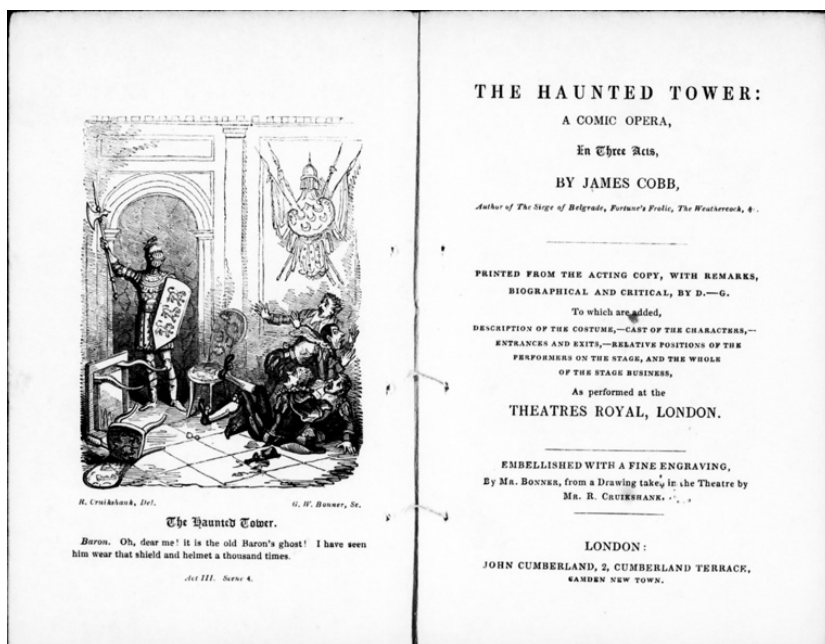 R. Cruikshank, Del. G. W. Bonner, Sc.
The Haunted Tower.
Baron. Oh, dear me! it is the old Baron's ghost! I have seen
him wear that shield and helmet a thousand times.
Act III. Scene 4.
THE HAUNTED TOWER:
A COMIC OPERA,
In Three Acts,
BY JAMES COBB,
Author of The Siege of Belgrade, Fortune's Frolic, The Weathercock, &c.
PRINTED FROM THE ACTING COPY, WITH REMARKS,
BIOGRAPHICAL AND CRITICAL, BY D.—G.
To which are added,
DESCRIPTION OF THE COSTUME,—CAST OF THE CHARACTERS,—
ENTRANCES AND EXITS,—RELATIVE POSITIONS OF THE
PERFORMERS ON THE STAGE, AND THE WHOLE
OF THE STAGE BUSINESS,
As performed at the
THEATRES ROYAL, LONDON.
EMBELLISHED WITH A FINE ENGRAVING,
By MR. BONNER, from a Drawing taken in the Theatre by
MR. R. CRUIKSHANK.
LONDON:
JOHN CUMBERLAND, 2, CUMBERLAND TERRACE,
CAMDEN NEW TOWN.